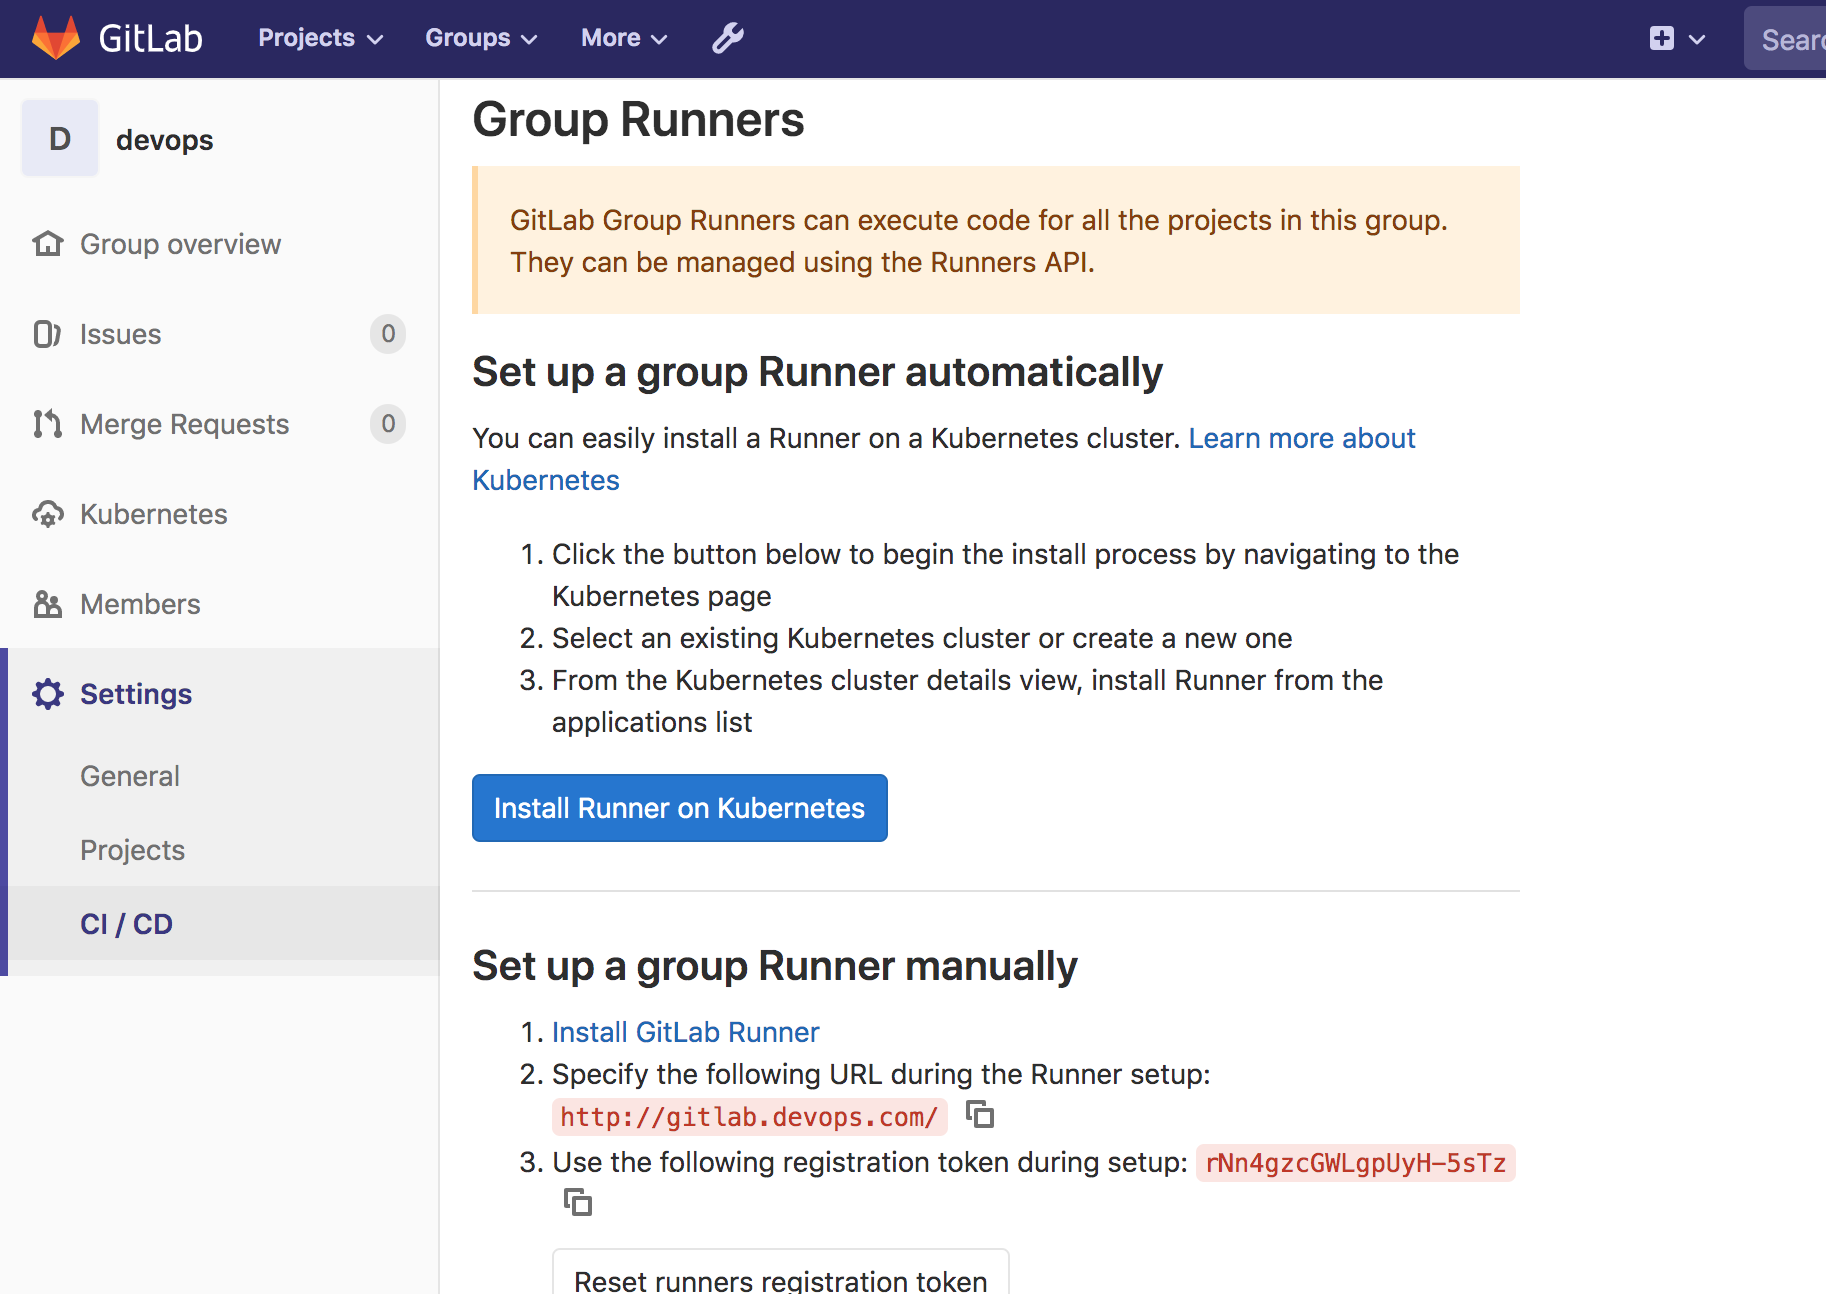 GitLab Projects Groups More Sear
D devops
Group overview
Issues 0
Merge Requests 0
Kubernetes
Members
Settings
General
Projects
CI / CD
Group Runners
GitLab Group Runners can execute code for all the projects in this group.
They can be managed using the Runners API.
Set up a group Runner automatically
You can easily install a Runner on a Kubernetes cluster. Learn more about
Kubernetes
1. Click the button below to begin the install process by navigating to the
Kubernetes page
2. Select an existing Kubernetes cluster or create a new one
3. From the Kubernetes cluster details view, install Runner from the
applications list
Install Runner on Kubernetes
Set up a group Runner manually
1. Install GitLab Runner
2. Specify the following URL during the Runner setup:
http://gitlab.devops.com/
3. Use the following registration token during setup: rNn4gzcGWLgpUyH-5sTz
Reset runners registration token